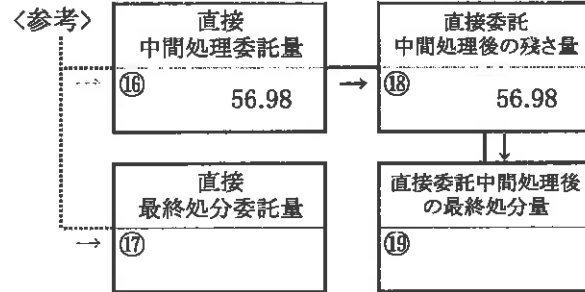 〈参考〉
直接
中間処理委託量
⑯
56.98
→
直接委託
中間処理後の残さ量
⑱
56.98
↓
直接
最終処分委託量
→
⑰
直接委託中間処理後
の最終処分量
⑲